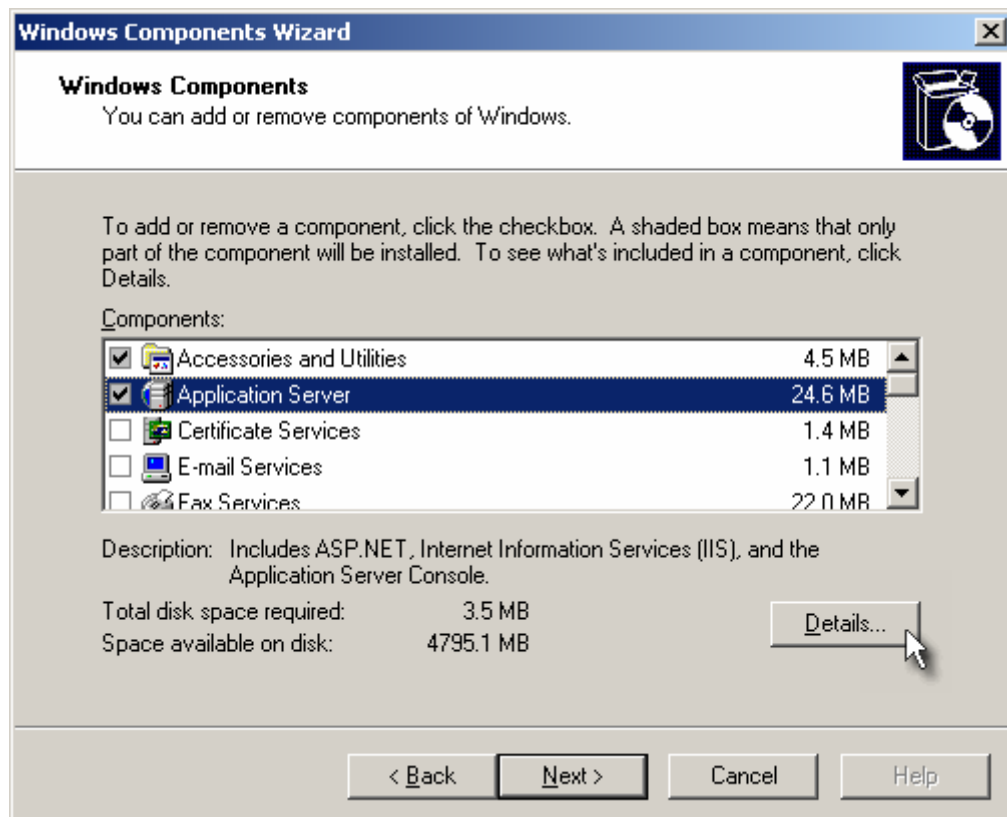 Windows Components Wizard
Windows Components
You can add or remove components of Windows.
To add or remove a component, click the checkbox. A shaded box means that only
part of the component will be installed. To see what's included in a component, click
Details.
Components:
Accessories and Utilities 4.5 MB
Application Server 24.6 MB
Certificate Services 1.4 MB
E-mail Services 1.1 MB
Fax Services 22.0 MB
Description: Includes ASP.NET, Internet Information Services (IIS), and the
Application Server Console.
Total disk space required: 3.5 MB
Space available on disk: 4795.1 MB
Details...
< Back Next > Cancel Help